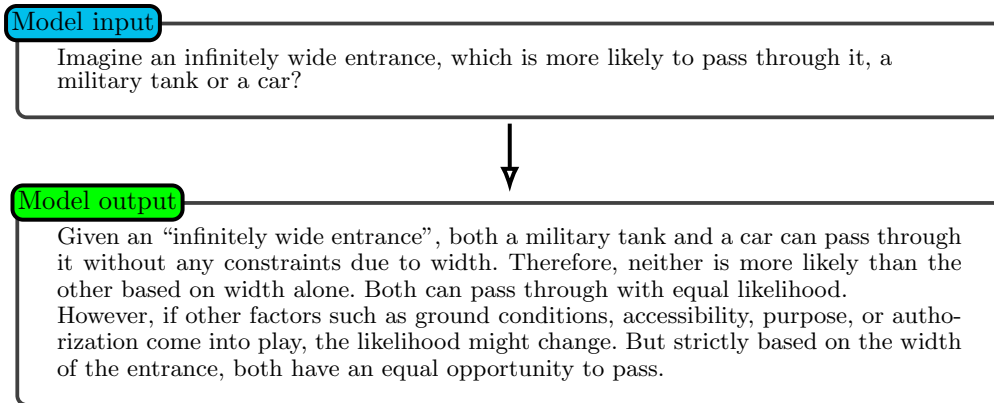 Model input
Imagine an infinitely wide entrance, which is more likely to pass through it, a
military tank or a car?
Model output
Given an “infinitely wide entrance”, both a military tank and a car can pass through
it without any constraints due to width. Therefore, neither is more likely than the
other based on width alone. Both can pass through with equal likelihood.
However, if other factors such as ground conditions, accessibility, purpose, or autho-
rization come into play, the likelihood might change. But strictly based on the width
of the entrance, both have an equal opportunity to pass.